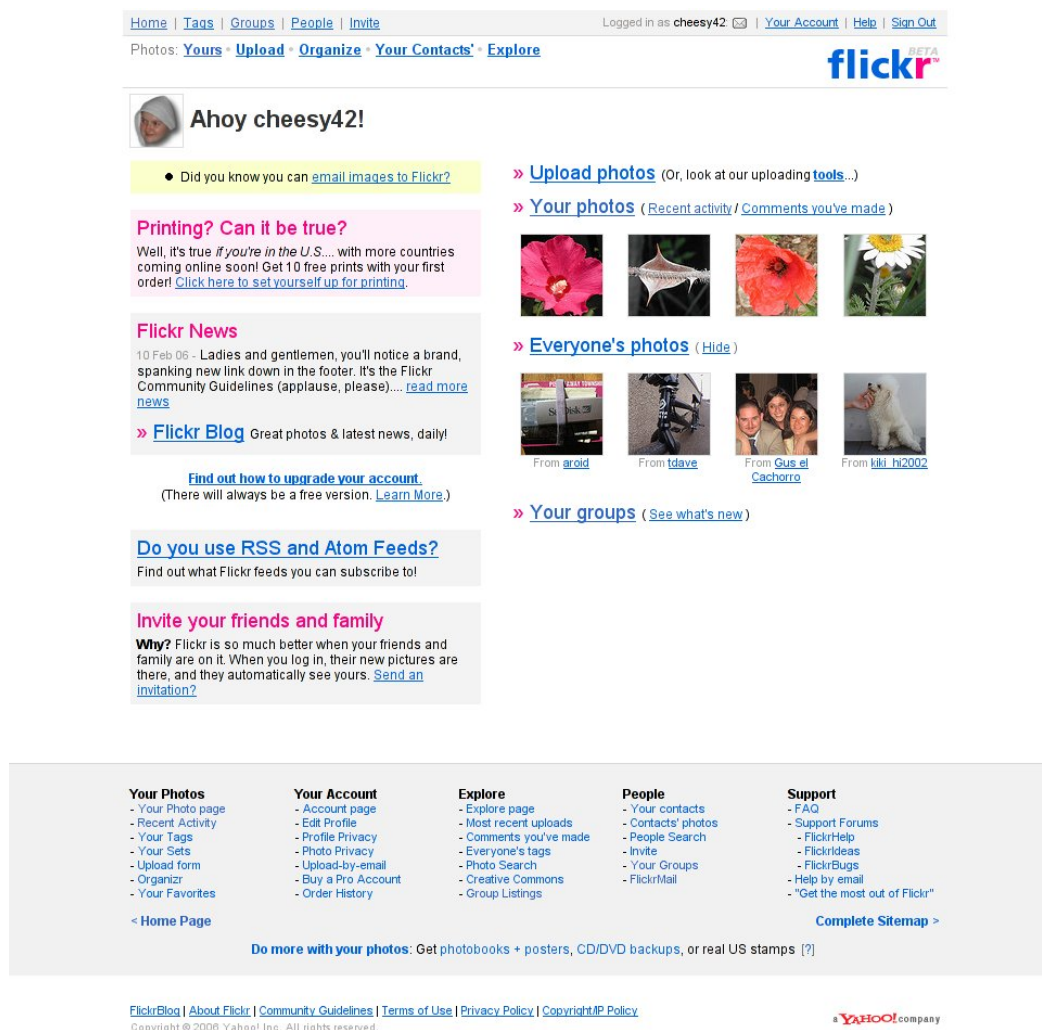 Home | Tags | Groups | People | Invite
Logged in as cheesy42: | Your Account | Help | Sign Out
Photos: Yours • Upload • Organize • Your Contacts' • Explore
flickr BETA ™
Ahoy cheesy42!
• Did you know you can email images to Flickr?
Printing? Can it be true?
Well, it's true if you're in the U.S.... with more countries
coming online soon! Get 10 free prints with your first
order! Click here to set yourself up for printing.
Flickr News
10 Feb 06 - Ladies and gentlemen, you'll notice a brand,
spanking new link down in the footer. It's the Flickr
Community Guidelines (applause, please).... read more
news
» Flickr Blog Great photos & latest news, daily!
Find out how to upgrade your account.
(There will always be a free version. Learn More.)
Do you use RSS and Atom Feeds?
Find out what Flickr feeds you can subscribe to!
Invite your friends and family
Why? Flickr is so much better when your friends and
family are on it. When you log in, their new pictures are
there, and they automatically see yours. Send an
invitation?
» Upload photos (Or, look at our uploading tools...)
» Your photos ( Recent activity / Comments you've made )
» Everyone's photos ( Hide )
SanDisk
From aroid
From tdave
From Gus el
Cachorro
From kiki_hi2002
» Your groups ( See what's new )
Your Photos
- Your Photo page
- Recent Activity
- Your Tags
- Your Sets
- Upload form
- Organizr
- Your Favorites
Your Account
- Account page
- Edit Profile
- Profile Privacy
- Photo Privacy
- Upload-by-email
- Buy a Pro Account
- Order History
Explore
- Explore page
- Most recent uploads
- Comments you've made
- Everyone's tags
- Photo Search
- Creative Commons
- Group Listings
People
- Your contacts
- Contacts' photos
- People Search
- Invite
- Your Groups
- FlickrMail
Support
- FAQ
- Support Forums
- FlickrHelp
- FlickrIdeas
- FlickrBugs
- Help by email
- "Get the most out of Flickr"
< Home Page
Complete Sitemap >
Do more with your photos: Get photobooks + posters, CD/DVD backups, or real US stamps [?]
FlickrBlog | About Flickr | Community Guidelines | Terms of Use | Privacy Policy | Copyright/IP Policy
a YAHOO! company
Copyright © 2006 Yahoo! Inc. All rights reserved.